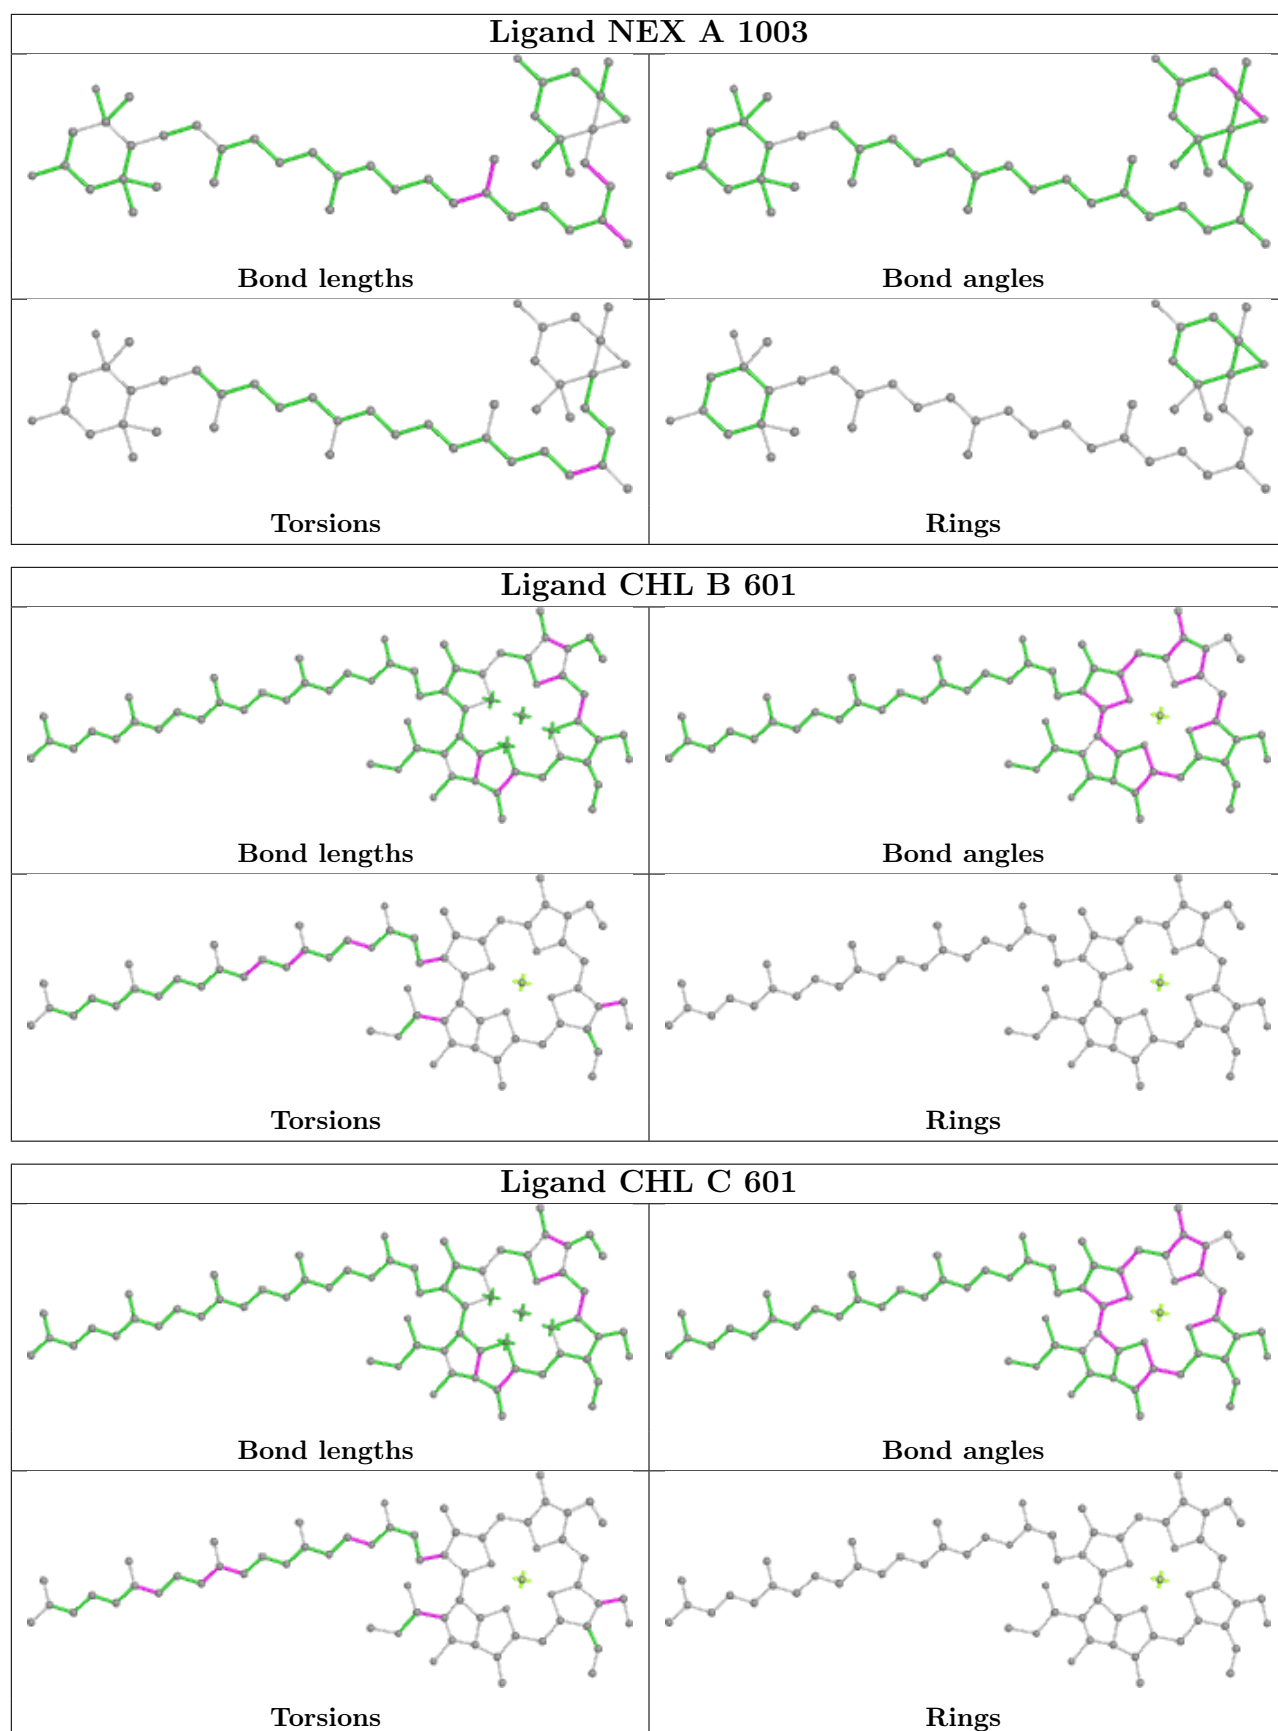 Ligand NEX A 1003
Bond lengths
Bond angles
Torsions
Rings
Ligand CHL B 601
Bond lengths
Bond angles
Torsions
Rings
Ligand CHL C 601
Bond lengths
Bond angles
Torsions
Rings